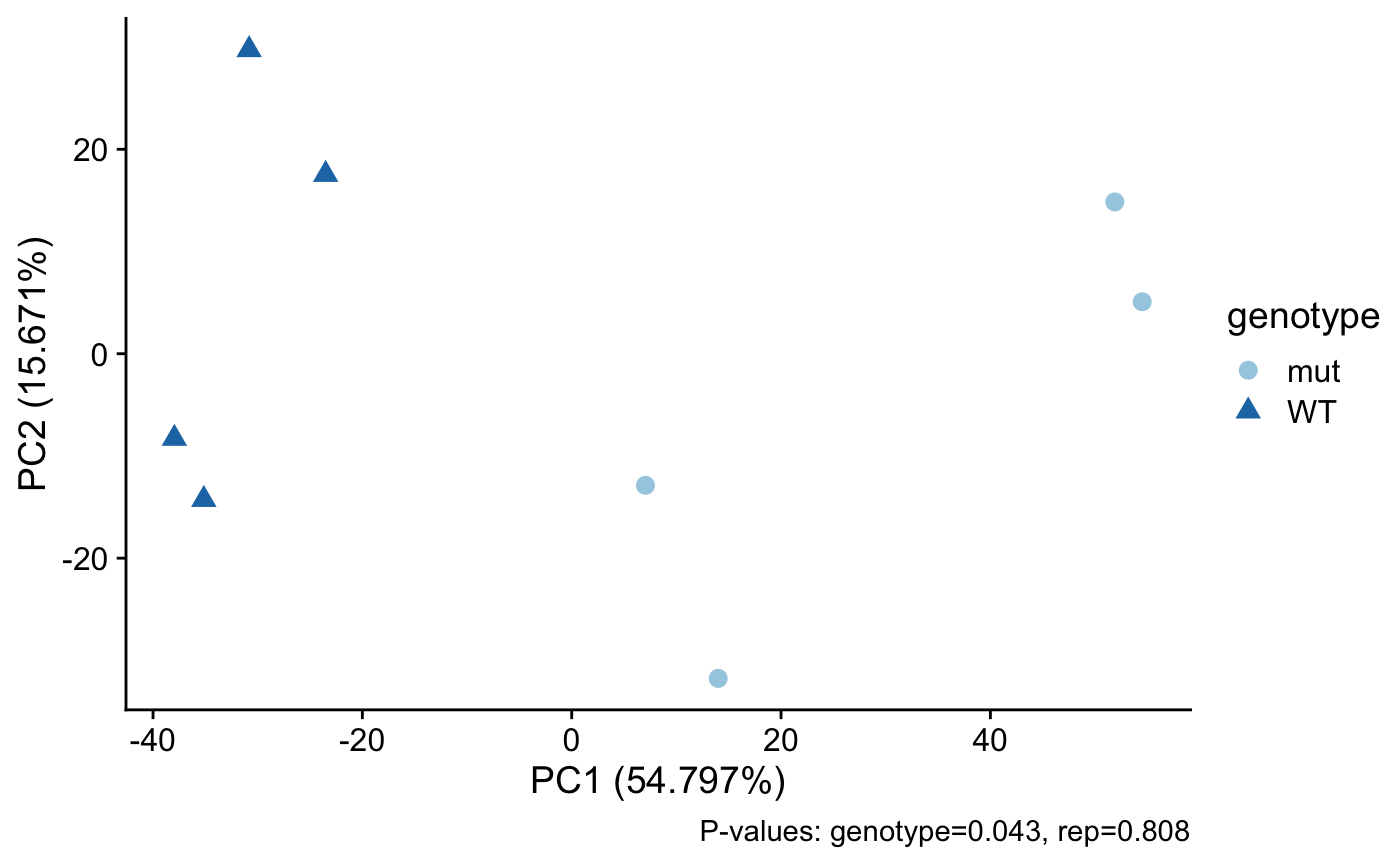 PC2 (15.671%)
20
0
-20
-40
-20
0
20
40
PC1 (54.797%)
genotype
mut
WT
P-values: genotype=0.043, rep=0.808